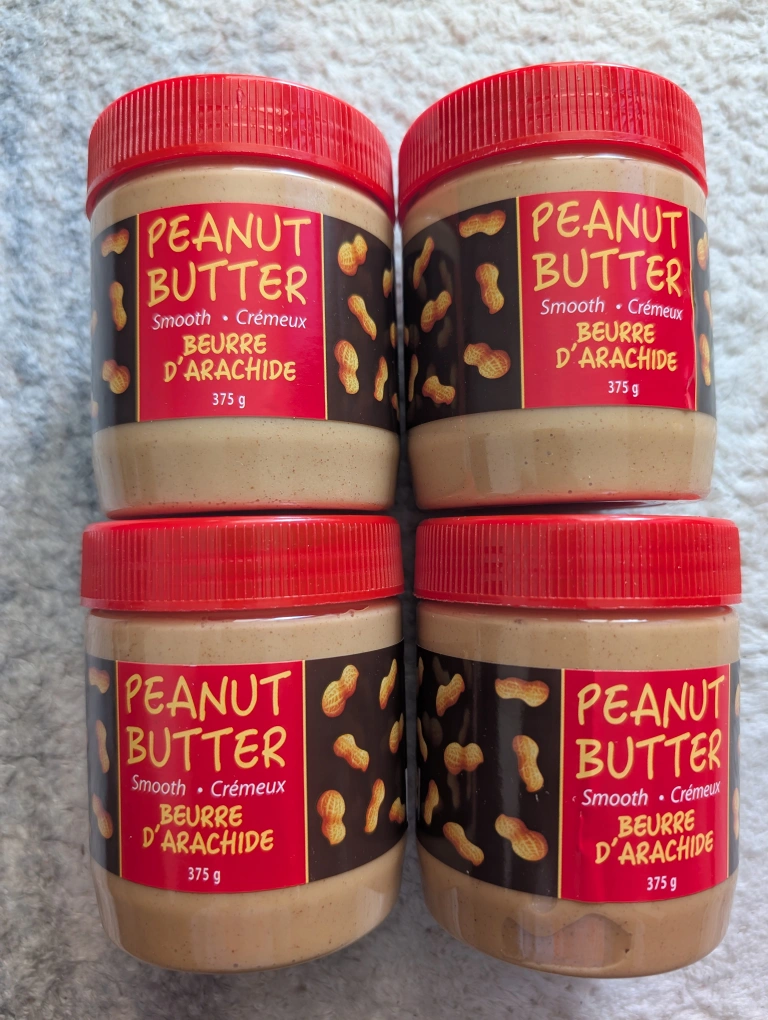 PEANUT
BUTTER
Smooth • Crémeux
BEURRE
D'ARACHIDE
375 g
PEANUT
BUTTER
Smooth • Crémeux
BEURRE
D'ARACHIDE
375 g
PEANUT
BUTTER
Smooth • Crémeux
BEURRE
D'ARACHIDE
375 g
PEANUT
BUTTER
Smooth • Crémeux
BEURRE
D'ARACHIDE
375 g